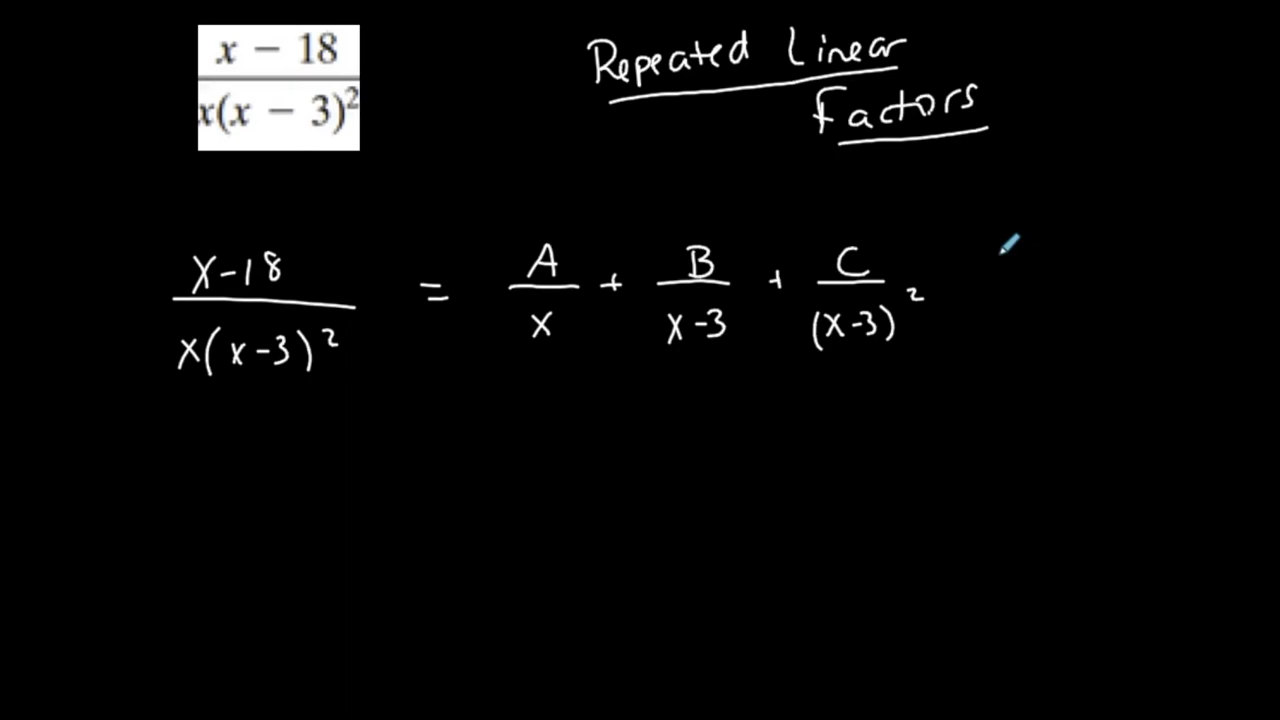 x − 18
x(x − 3)²
Repeated Linear
Factors
x-18
x(x-3)²
=
A
x
+
B
x-3
+
C
(x-3)²